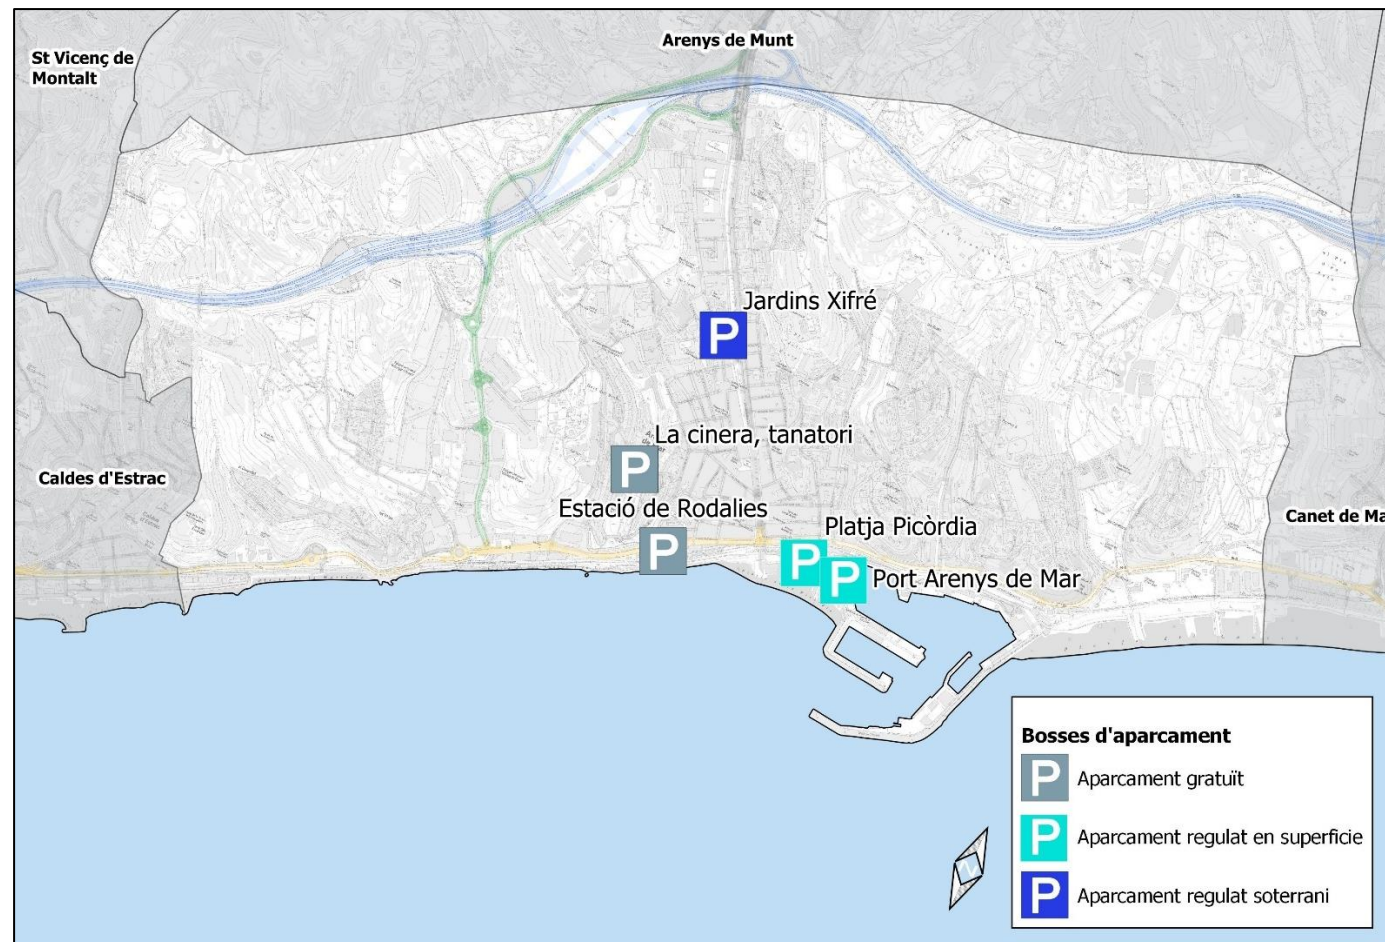 Arenys de Munt
St Vicenç de
Montalt
Jardins Xifré
P
La cinera, tanatori
P
Caldes d'Estrac
Estació de Rodalies
P
Platja Picòrdia
P
Canet de Ma
P
Port Arenys de Mar
Bosses d'aparcament
P Aparcament gratuït
P Aparcament regulat en superfície
P Aparcament regulat soterrani